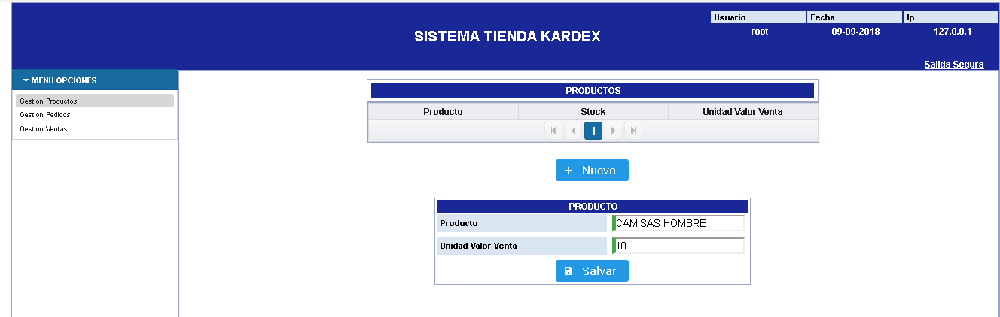 Usuario Fecha Ip
SISTEMA TIENDA KARDEX
root 09-09-2018 127.0.0.1
Salida Segura
MENU OPCIONES
Gestion Productos
Gestion Pedidos
Gestion Ventas
PRODUCTOS
Producto Stock Unidad Valor Venta
1
+ Nuevo
PRODUCTO
Producto CAMISAS HOMBRE
Unidad Valor Venta 10
Salvar